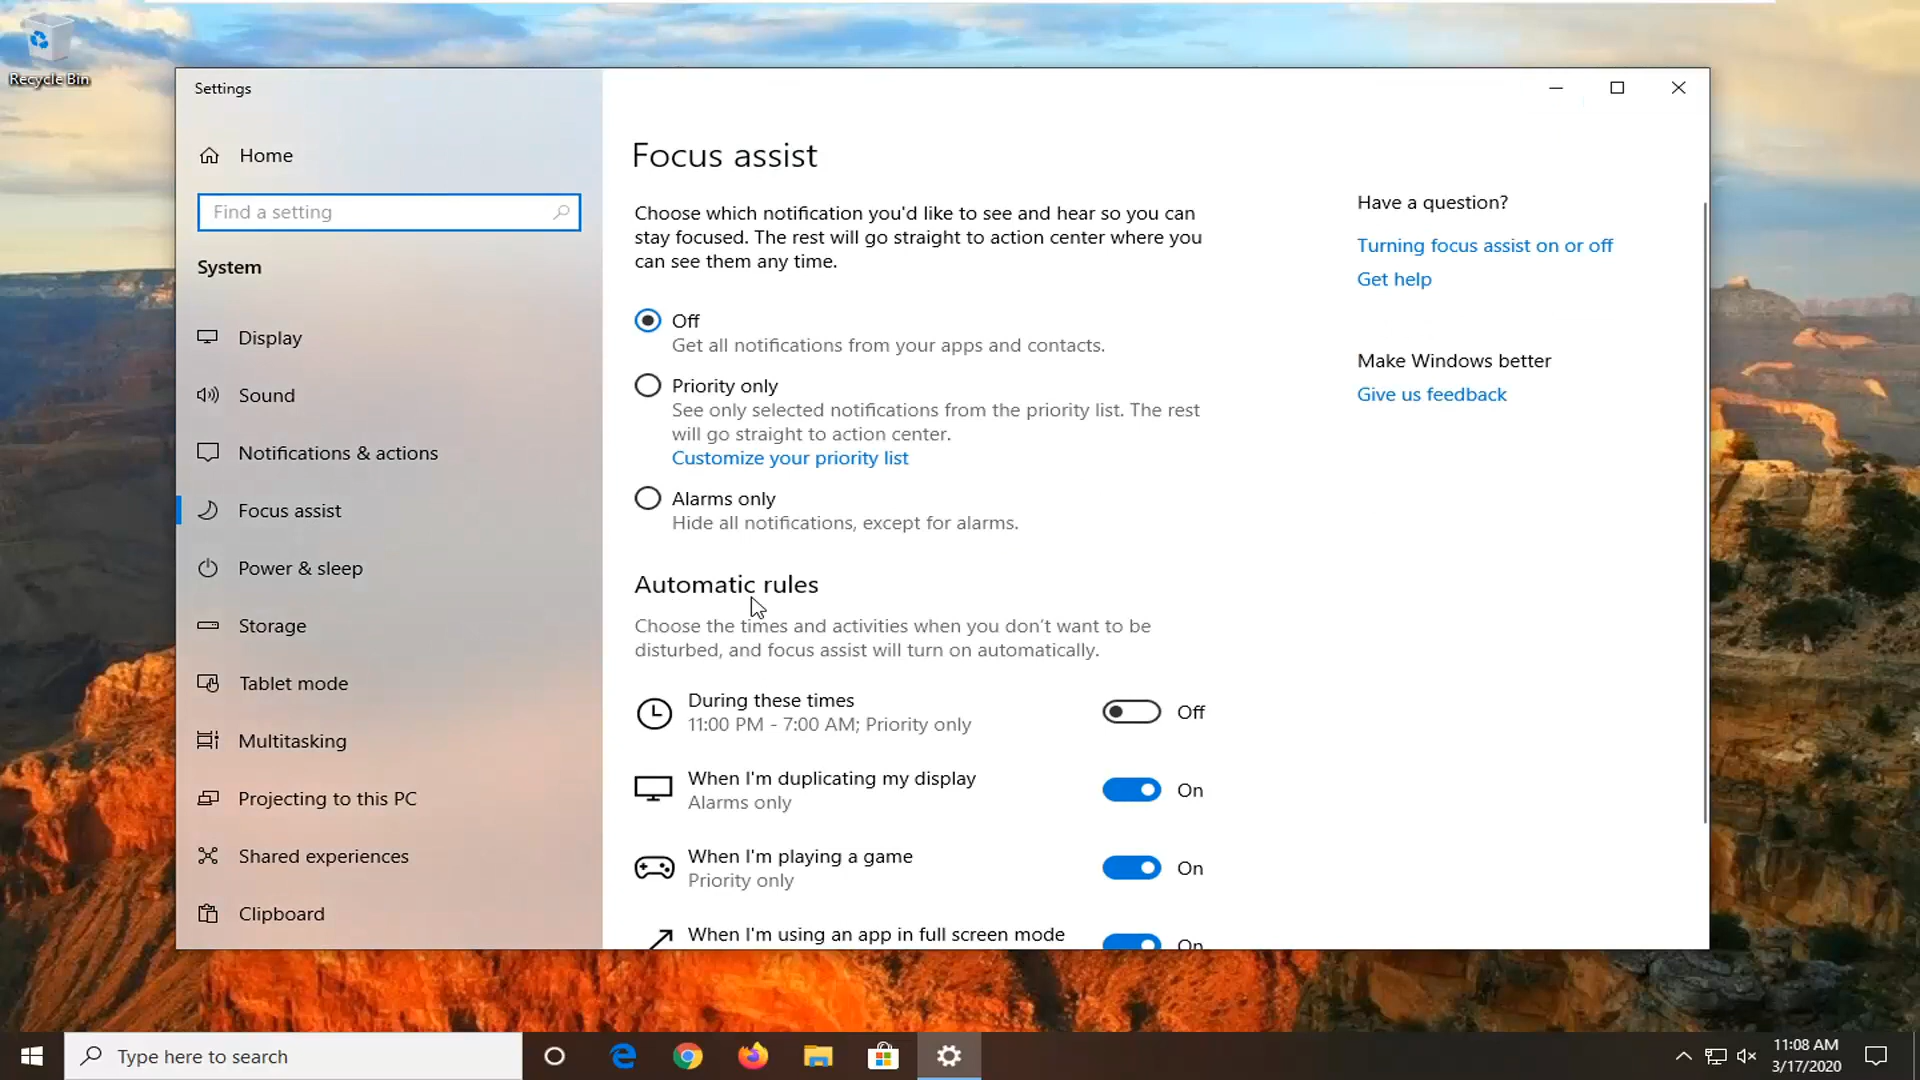 Recycle Bin
Settings
Home
Find a setting
System
Display
Sound
Notifications & actions
Focus assist
Power & sleep
Storage
Tablet mode
Multitasking
Projecting to this PC
Shared experiences
Clipboard
Focus assist
Choose which notification you'd like to see and hear so you can
stay focused. The rest will go straight to action center where you
can see them any time.
Off
Get all notifications from your apps and contacts.
Priority only
See only selected notifications from the priority list. The rest
will go straight to action center.
Customize your priority list
Alarms only
Hide all notifications, except for alarms.
Automatic rules
Choose the times and activities when you don't want to be
disturbed, and focus assist will turn on automatically.
During these times
11:00 PM - 7:00 AM; Priority only
Off
When I'm duplicating my display
Alarms only
On
When I'm playing a game
Priority only
On
When I'm using an app in full screen mode
On
Have a question?
Turning focus assist on or off
Get help
Make Windows better
Give us feedback
Type here to search
11:08 AM
3/17/2020